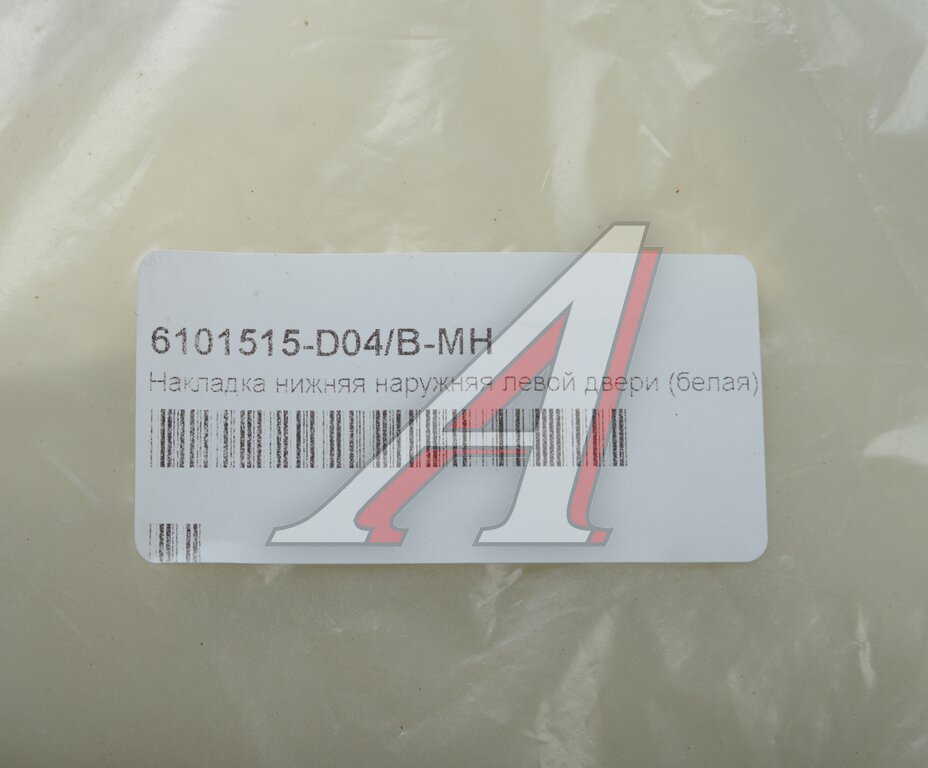 6101515-D04/B-MH
Накладка нижняя наружняя левой двери (белая)